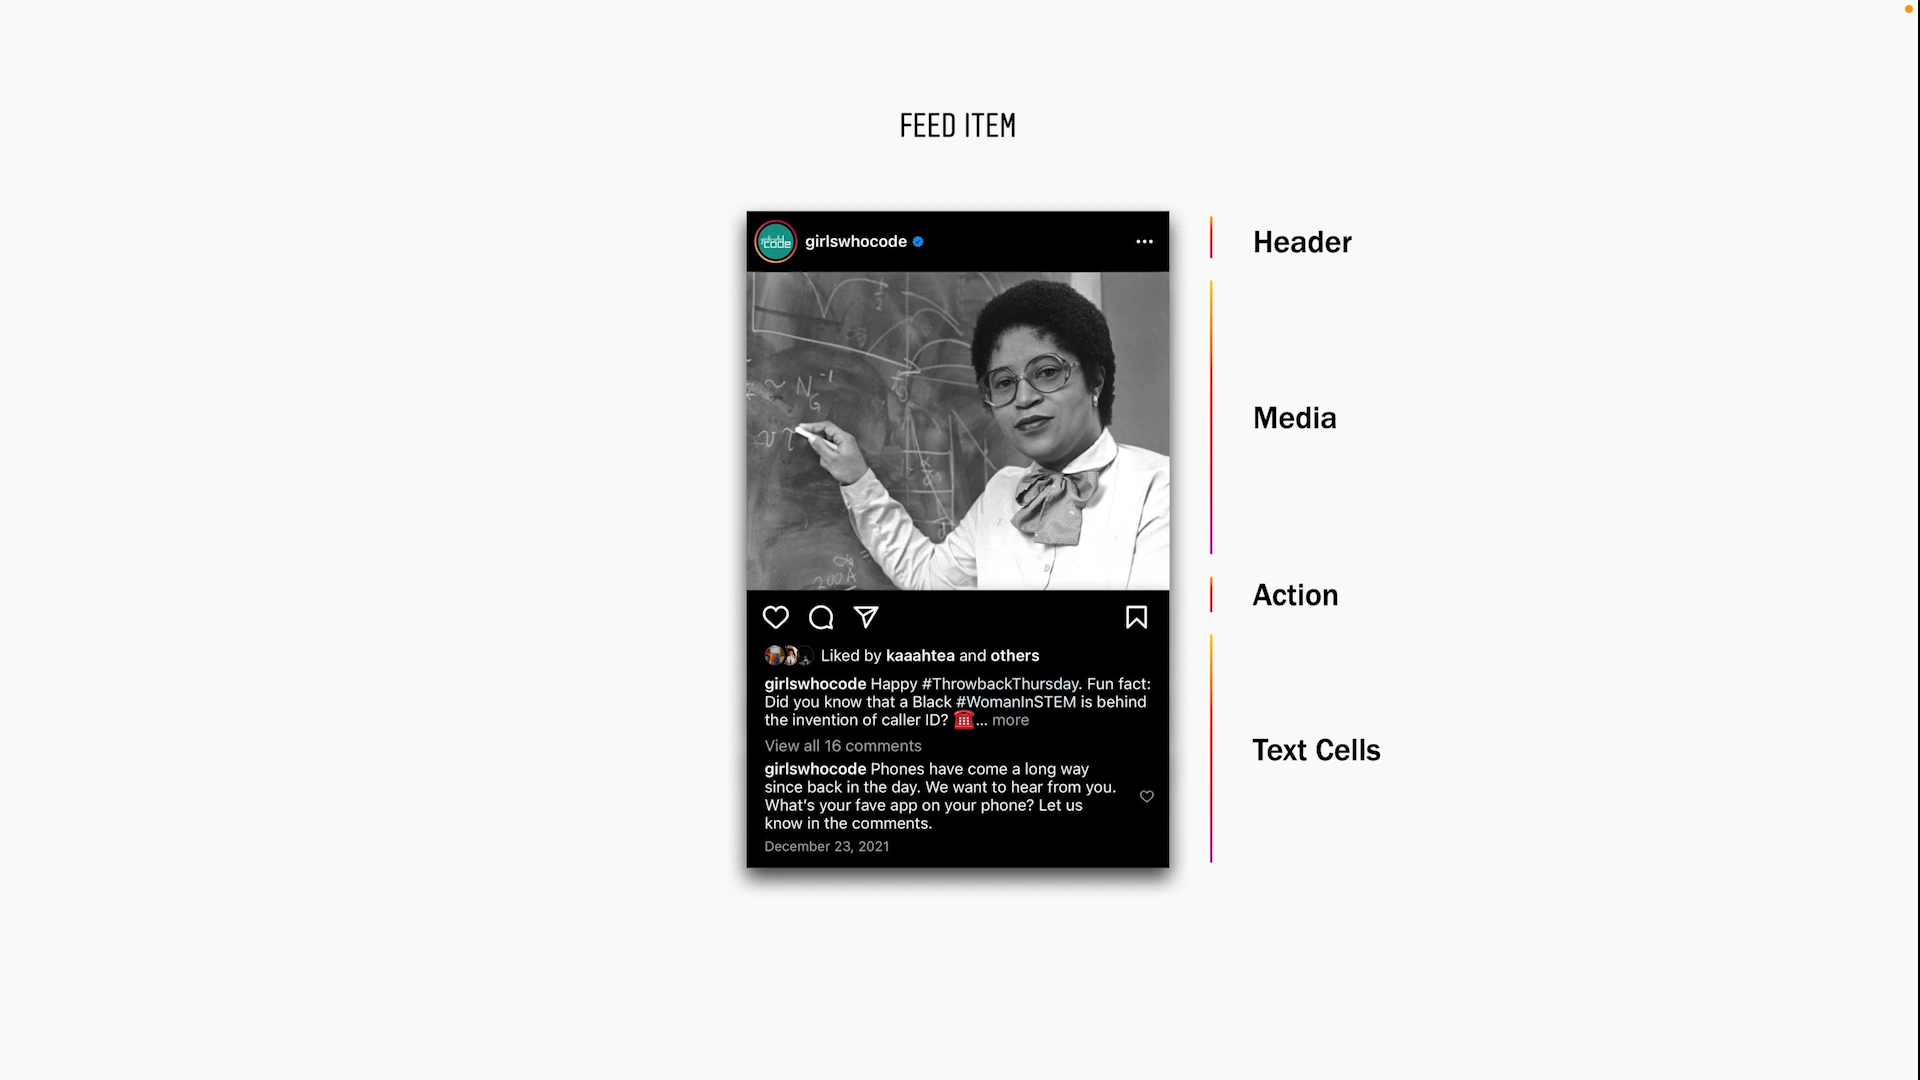 FEED ITEM
girlswhocode
Header
Media
N_G^-1
200 A
Action
Liked by kaaahtea and others
girlswhocode Happy #ThrowbackThursday. Fun fact:
Did you know that a Black #WomanInSTEM is behind
the invention of caller ID? ☎️... more
View all 16 comments
girlswhocode Phones have come a long way
since back in the day. We want to hear from you.
What's your fave app on your phone? Let us
know in the comments.
December 23, 2021
Text Cells